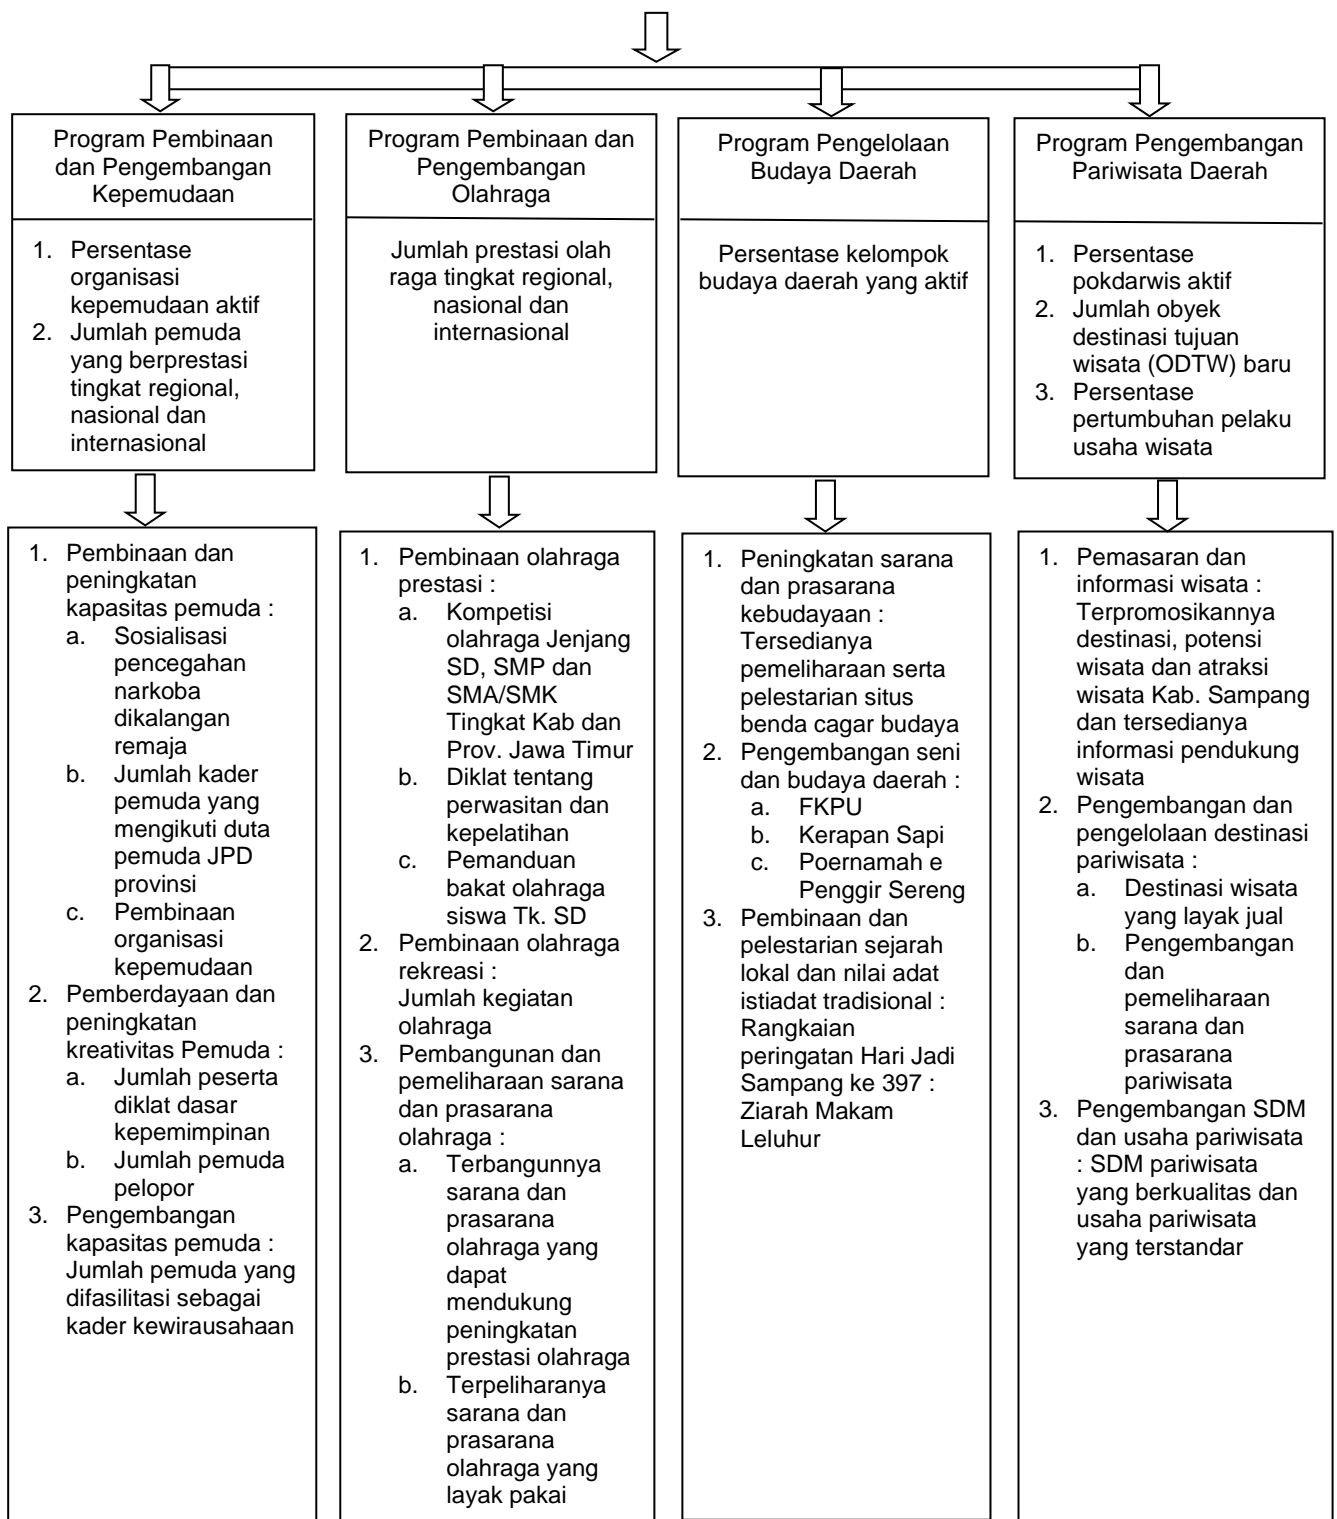 Program Pembinaan
dan Pengembangan
Kepemudaan
1. Persentase
organisasi
kepemudaan aktif
2. Jumlah pemuda
yang berprestasi
tingkat regional,
nasional dan
internasional
1. Pembinaan dan
peningkatan
kapasitas pemuda :
a. Sosialisasi
pencegahan
narkoba
dikalangan
remaja
b. Jumlah kader
pemuda yang
mengikuti duta
pemuda JPD
provinsi
c. Pembinaan
organisasi
kepemudaan
2. Pemberdayaan dan
peningkatan
kreativitas Pemuda :
a. Jumlah peserta
diklat dasar
kepemimpinan
b. Jumlah pemuda
pelopor
3. Pengembangan
kapasitas pemuda :
Jumlah pemuda yang
difasilitasi sebagai
kader kewirausahaan
Program Pembinaan dan
Pengembangan
Olahraga
Jumlah prestasi olah
raga tingkat regional,
nasional dan
internasional
1. Pembinaan olahraga
prestasi :
a. Kompetisi
olahraga Jenjang
SD, SMP dan
SMA/SMK
Tingkat Kab dan
Prov. Jawa Timur
b. Diklat tentang
perwasitan dan
kepelatihan
c. Pemanduan
bakat olahraga
siswa Tk. SD
2. Pembinaan olahraga
rekreasi :
Jumlah kegiatan
olahraga
3. Pembangunan dan
pemeliharaan sarana
dan prasarana
olahraga :
a. Terbangunnya
sarana dan
prasarana
olahraga yang
dapat
mendukung
peningkatan
prestasi olahraga
b. Terpeliharanya
sarana dan
prasarana
olahraga yang
layak pakai
Program Pengelolaan
Budaya Daerah
Persentase kelompok
budaya daerah yang aktif
1. Peningkatan sarana
dan prasarana
kebudayaan :
Tersedianya
pemeliharaan serta
pelestarian situs
benda cagar budaya
2. Pengembangan seni
dan budaya daerah :
a. FKPU
b. Kerapan Sapi
c. Poernamah e
Penggir Sereng
3. Pembinaan dan
pelestarian sejarah
lokal dan nilai adat
istiadat tradisional :
Rangkaian
peringatan Hari Jadi
Sampang ke 397 :
Ziarah Makam
Leluhur
Program Pengembangan
Pariwisata Daerah
1. Persentase
pokdarwis aktif
2. Jumlah obyek
destinasi tujuan
wisata (ODTW) baru
3. Persentase
pertumbuhan pelaku
usaha wisata
1. Pemasaran dan
informasi wisata :
Terpromosikannya
destinasi, potensi
wisata dan atraksi
wisata Kab. Sampang
dan tersedianya
informasi pendukung
wisata
2. Pengembangan dan
pengelolaan destinasi
pariwisata :
a. Destinasi wisata
yang layak jual
b. Pengembangan
dan
pemeliharaan
sarana dan
prasarana
pariwisata
3. Pengembangan SDM
dan usaha pariwisata
: SDM pariwisata
yang berkualitas dan
usaha pariwisata
yang terstandar